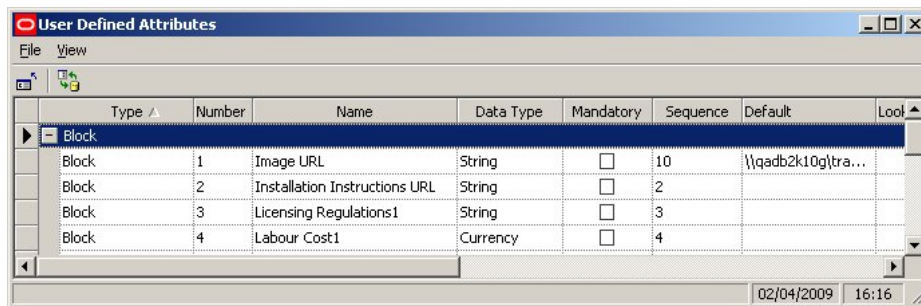 User Defined Attributes
File View
Type Number Name Data Type Mandatory Sequence Default Look
Block
Block 1 Image URL String 10 \\qadb2k10g\tra...
Block 2 Installation Instructions URL String 2
Block 3 Licensing Regulations1 String 3
Block 4 Labour Cost1 Currency 4
02/04/2009 16:16